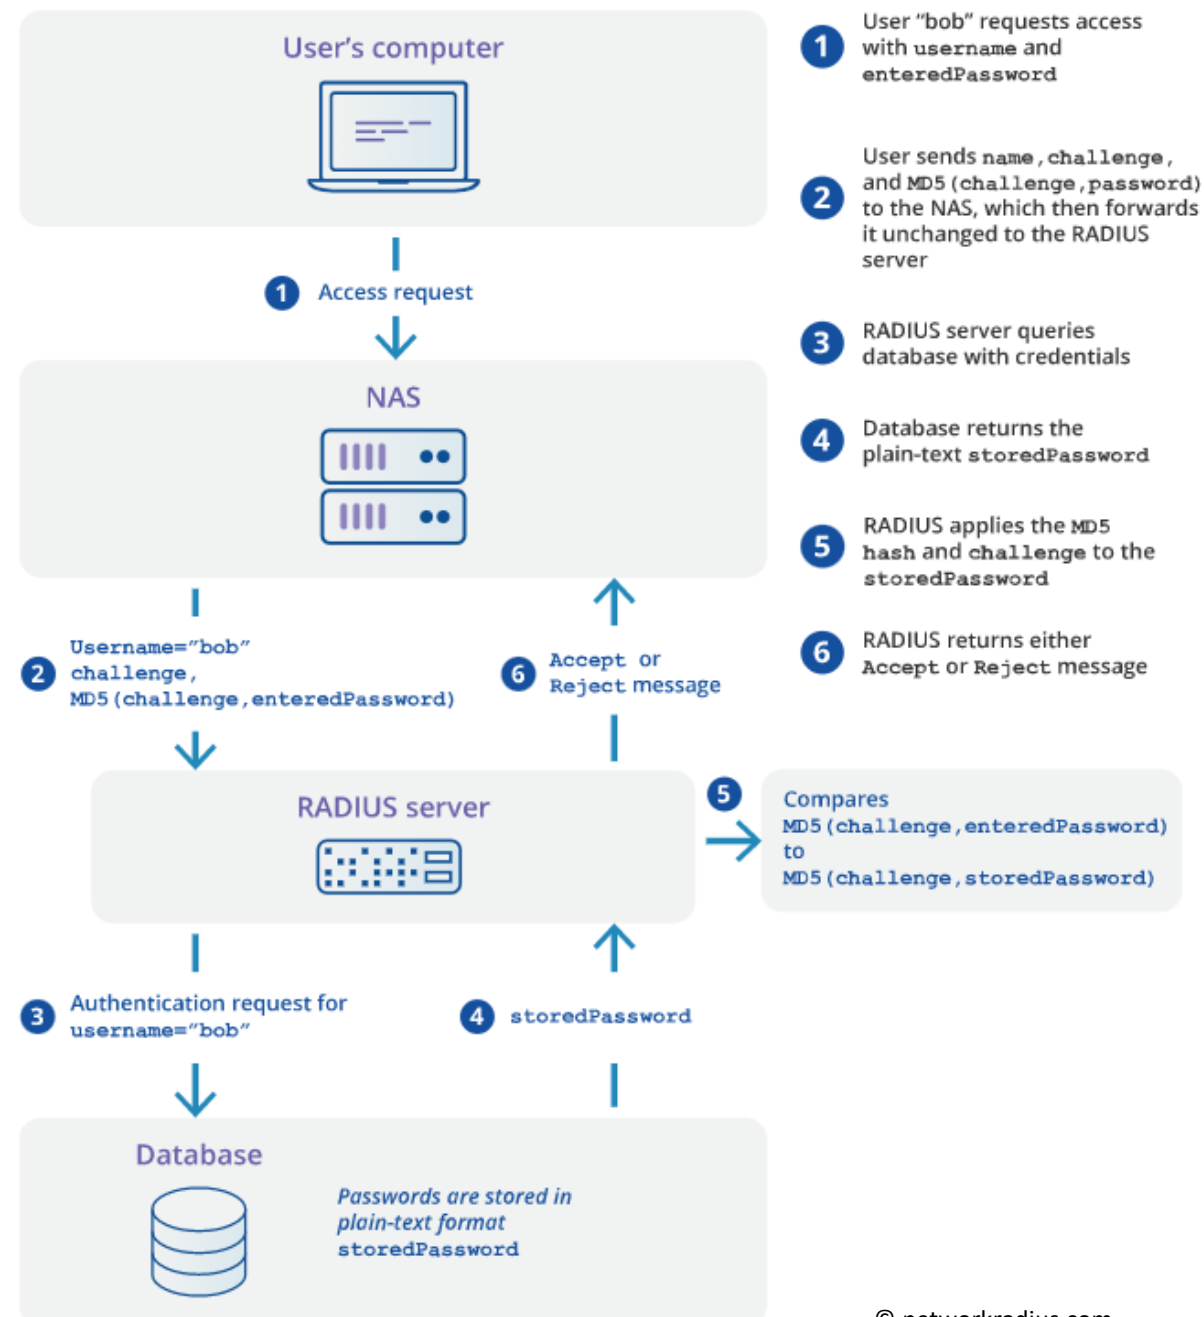 User's computer
1 Access request
NAS
2 Username="bob"
challenge,
MD5(challenge,enteredPassword)
6 Accept or
Reject message
RADIUS server
5 Compares
MD5(challenge,enteredPassword)
to
MD5(challenge,storedPassword)
3 Authentication request for
username="bob"
4 storedPassword
Database
Passwords are stored in
plain-text format
storedPassword
1 User “bob” requests access
with username and
enteredPassword
2 User sends name,challenge,
and MD5(challenge,password)
to the NAS, which then forwards
it unchanged to the RADIUS
server
3 RADIUS server queries
database with credentials
4 Database returns the
plain-text storedPassword
5 RADIUS applies the MD5
hash and challenge to the
storedPassword
6 RADIUS returns either
Accept or Reject message
© networkradius.com